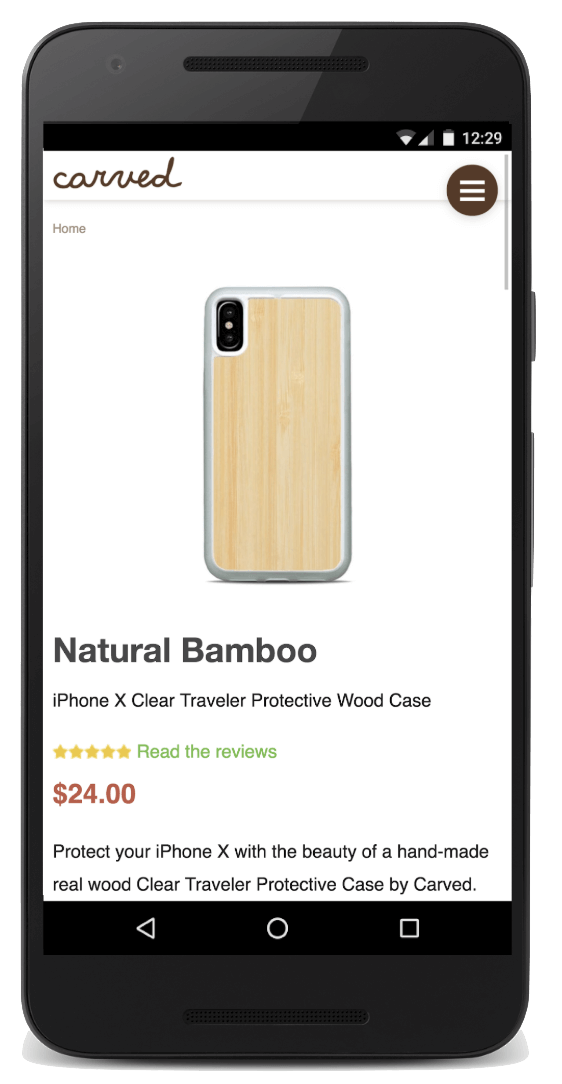 12:29
carved
Home
Natural Bamboo
iPhone X Clear Traveler Protective Wood Case
Read the reviews
$24.00
Protect your iPhone X with the beauty of a hand-made
real wood Clear Traveler Protective Case by Carved.